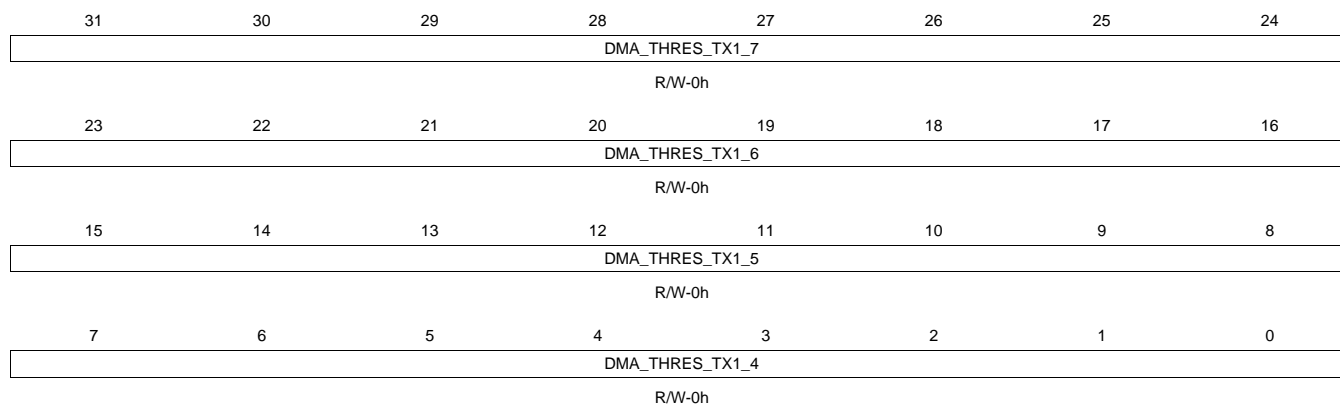 31 30 29 28 27 26 25 24
DMA_THRES_TX1_7
R/W-0h
23 22 21 20 19 18 17 16
DMA_THRES_TX1_6
R/W-0h
15 14 13 12 11 10 9 8
DMA_THRES_TX1_5
R/W-0h
7 6 5 4 3 2 1 0
DMA_THRES_TX1_4
R/W-0h